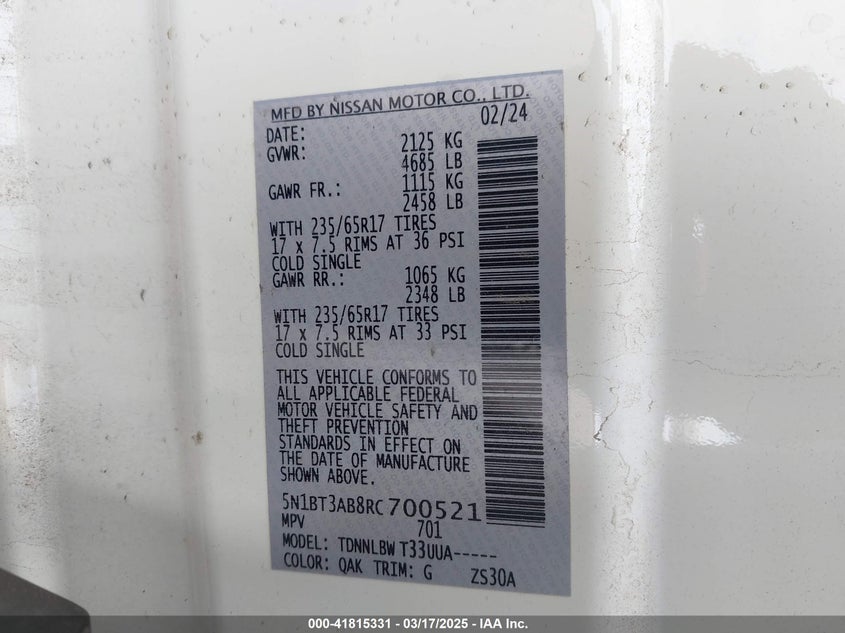 MFD BY NISSAN MOTOR CO., LTD.
DATE: 02/24
GVWR: 2125 KG
4685 LB
GAWR FR.: 1115 KG
2458 LB
WITH 235/65R17 TIRES
17 x 7.5 RIMS AT 36 PSI
COLD SINGLE
GAWR RR.: 1065 KG
2348 LB
WITH 235/65R17 TIRES
17 x 7.5 RIMS AT 33 PSI
COLD SINGLE
THIS VEHICLE CONFORMS TO
ALL APPLICABLE FEDERAL
MOTOR VEHICLE SAFETY AND
THEFT PREVENTION
STANDARDS IN EFFECT ON
THE DATE OF MANUFACTURE
SHOWN ABOVE.
5N1BT3AB8RC700521
MPV 701
MODEL: TDNNLBW T33UUA-----
COLOR: QAK TRIM: G ZS30A
000-41815331 - 03/17/2025 - IAA Inc.